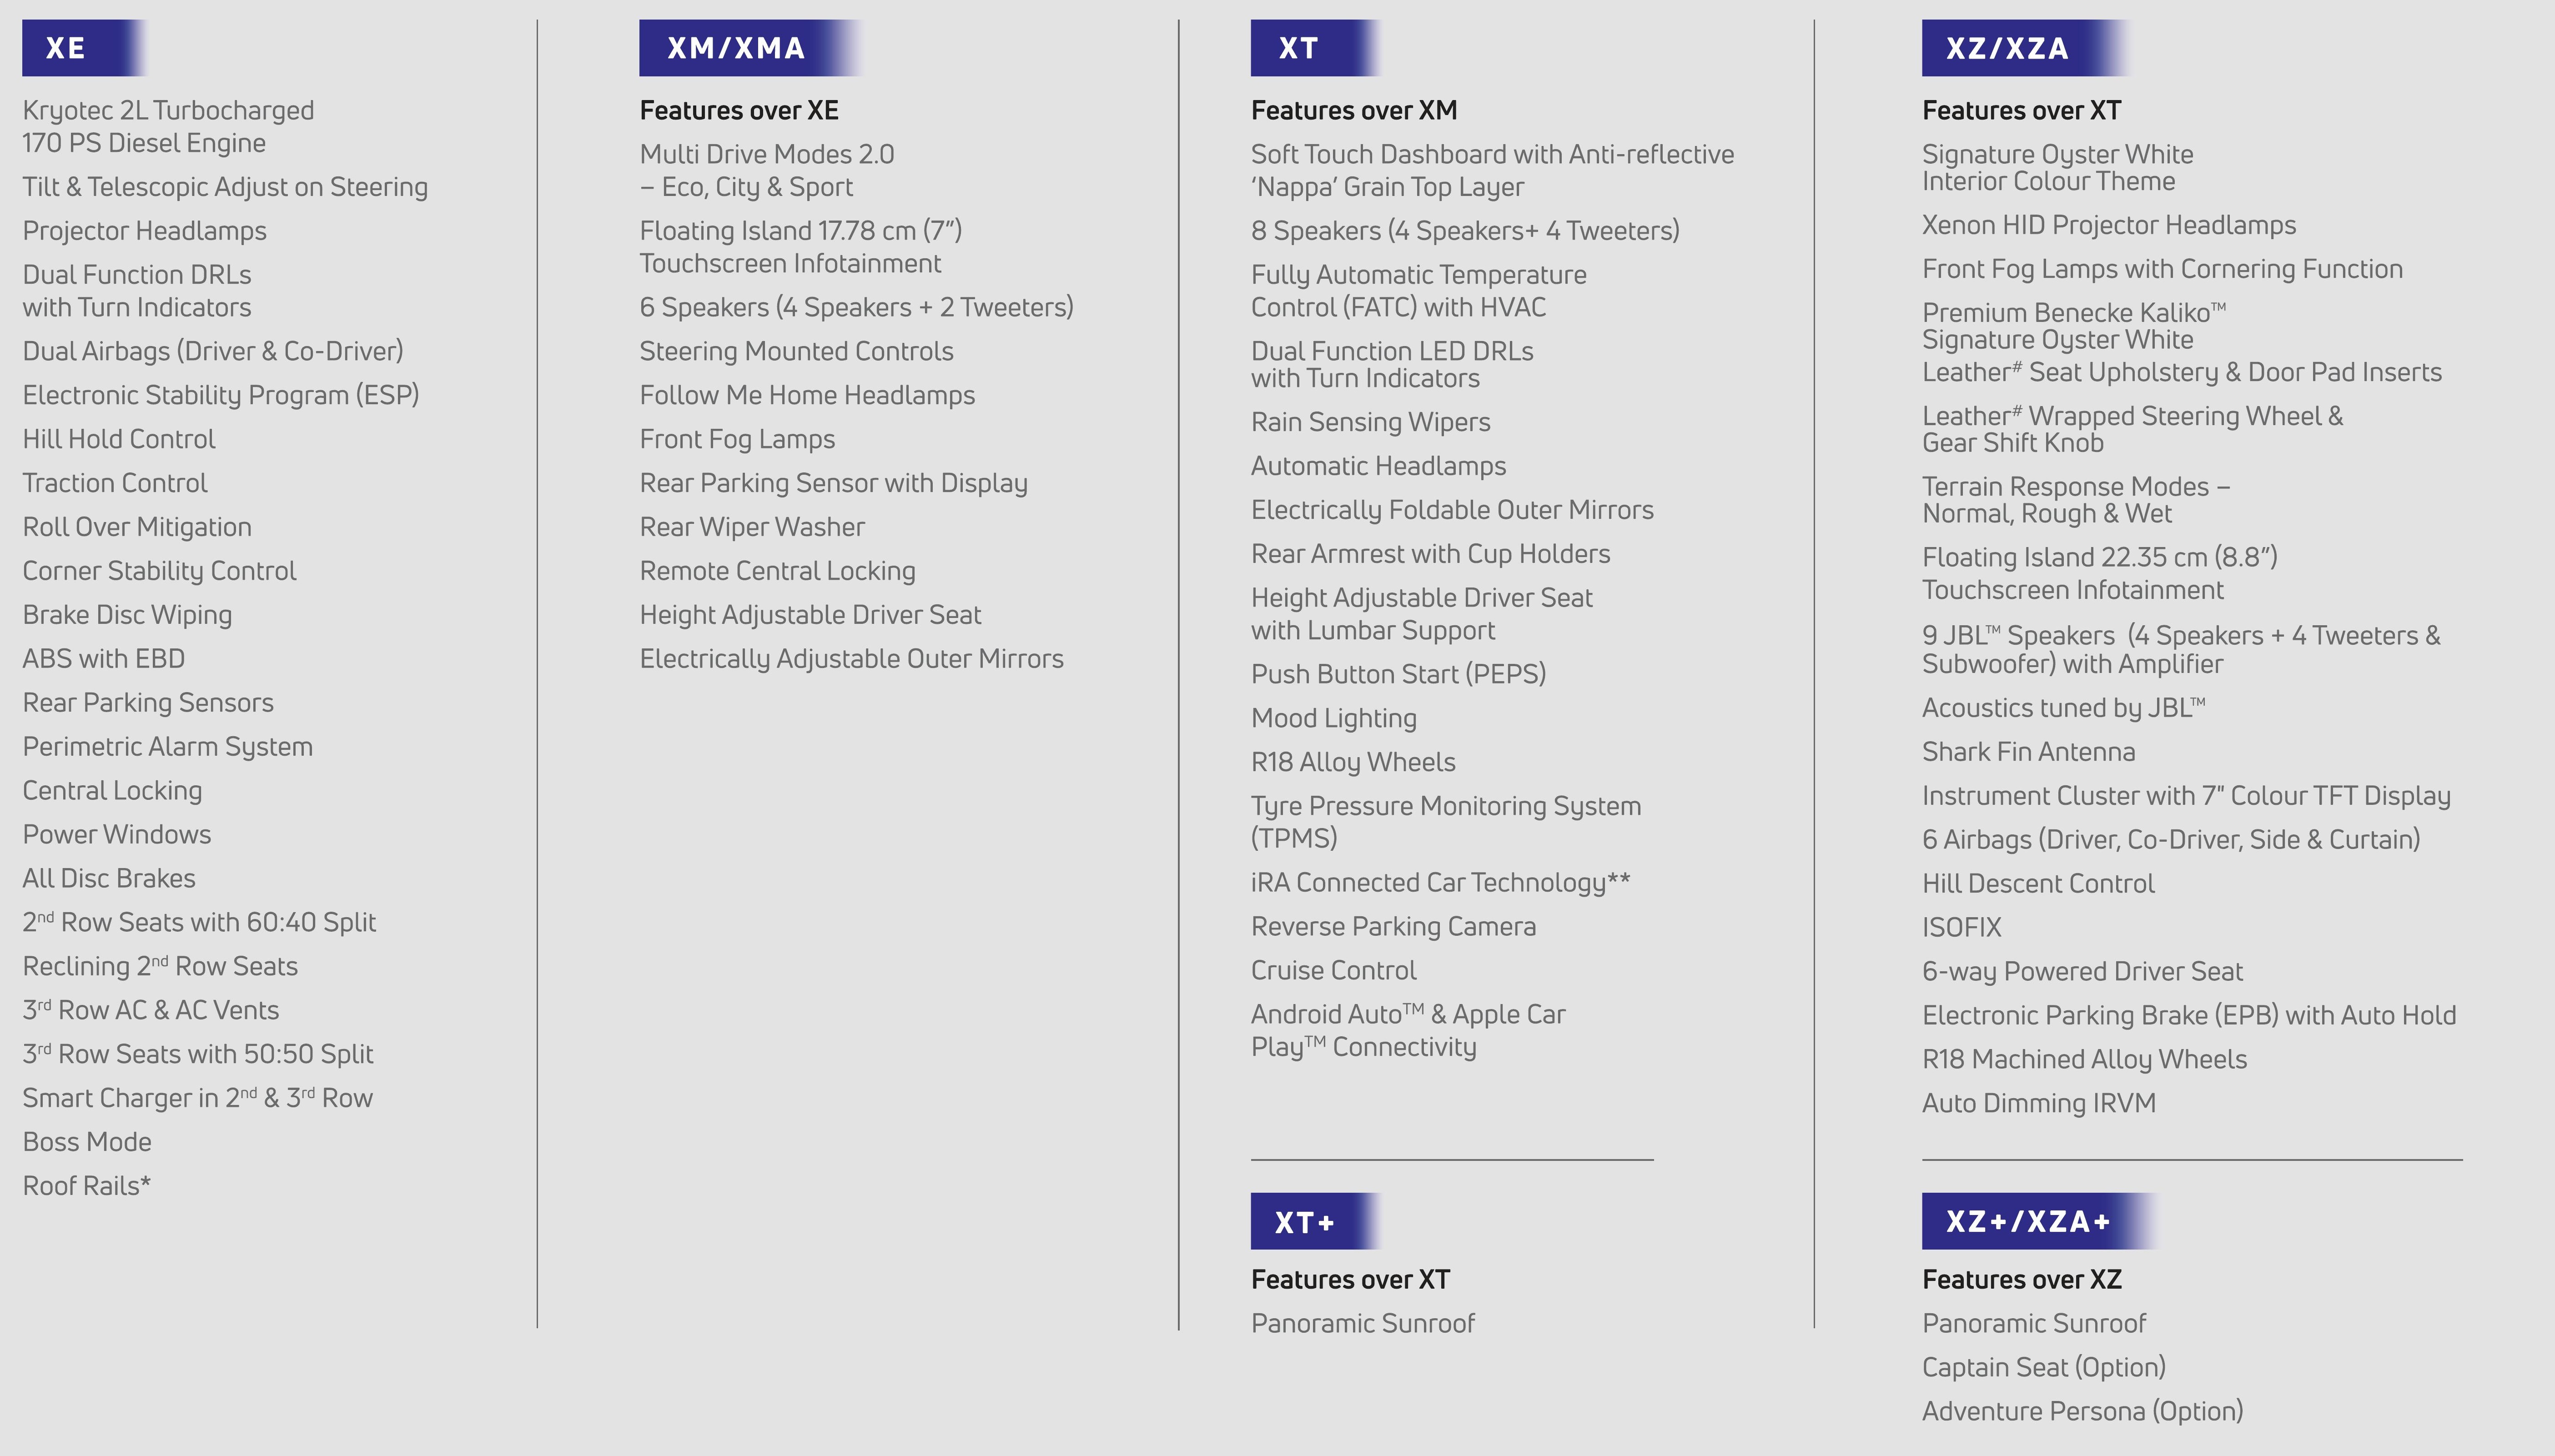 XE
Kryotec 2L Turbocharged
170 PS Diesel Engine
Tilt & Telescopic Adjust on Steering
Projector Headlamps
Dual Function DRLs
with Turn Indicators
Dual Airbags (Driver & Co-Driver)
Electronic Stability Program (ESP)
Hill Hold Control
Traction Control
Roll Over Mitigation
Corner Stability Control
Brake Disc Wiping
ABS with EBD
Rear Parking Sensors
Perimetric Alarm System
Central Locking
Power Windows
All Disc Brakes
2nd Row Seats with 60:40 Split
Reclining 2nd Row Seats
3rd Row AC & AC Vents
3rd Row Seats with 50:50 Split
Smart Charger in 2nd & 3rd Row
Boss Mode
Roof Rails*
XM/XMA
Features over XE
Multi Drive Modes 2.0
– Eco, City & Sport
Floating Island 17.78 cm (7”)
Touchscreen Infotainment
6 Speakers (4 Speakers + 2 Tweeters)
Steering Mounted Controls
Follow Me Home Headlamps
Front Fog Lamps
Rear Parking Sensor with Display
Rear Wiper Washer
Remote Central Locking
Height Adjustable Driver Seat
Electrically Adjustable Outer Mirrors
XT
Features over XM
Soft Touch Dashboard with Anti-reflective
‘Nappa’ Grain Top Layer
8 Speakers (4 Speakers+ 4 Tweeters)
Fully Automatic Temperature
Control (FATC) with HVAC
Dual Function LED DRLs
with Turn Indicators
Rain Sensing Wipers
Automatic Headlamps
Electrically Foldable Outer Mirrors
Rear Armrest with Cup Holders
Height Adjustable Driver Seat
with Lumbar Support
Push Button Start (PEPS)
Mood Lighting
R18 Alloy Wheels
Tyre Pressure Monitoring System
(TPMS)
iRA Connected Car Technology**
Reverse Parking Camera
Cruise Control
Android Auto™ & Apple Car
Play™ Connectivity
XT+
Features over XT
Panoramic Sunroof
XZ/XZA
Features over XT
Signature Oyster White
Interior Colour Theme
Xenon HID Projector Headlamps
Front Fog Lamps with Cornering Function
Premium Benecke Kaliko™
Signature Oyster White
Leather# Seat Upholstery & Door Pad Inserts
Leather# Wrapped Steering Wheel &
Gear Shift Knob
Terrain Response Modes –
Normal, Rough & Wet
Floating Island 22.35 cm (8.8”)
Touchscreen Infotainment
9 JBL™ Speakers (4 Speakers + 4 Tweeters &
Subwoofer) with Amplifier
Acoustics tuned by JBL™
Shark Fin Antenna
Instrument Cluster with 7" Colour TFT Display
6 Airbags (Driver, Co-Driver, Side & Curtain)
Hill Descent Control
ISOFIX
6-way Powered Driver Seat
Electronic Parking Brake (EPB) with Auto Hold
R18 Machined Alloy Wheels
Auto Dimming IRVM
XZ+/XZA+
Features over XZ
Panoramic Sunroof
Captain Seat (Option)
Adventure Persona (Option)